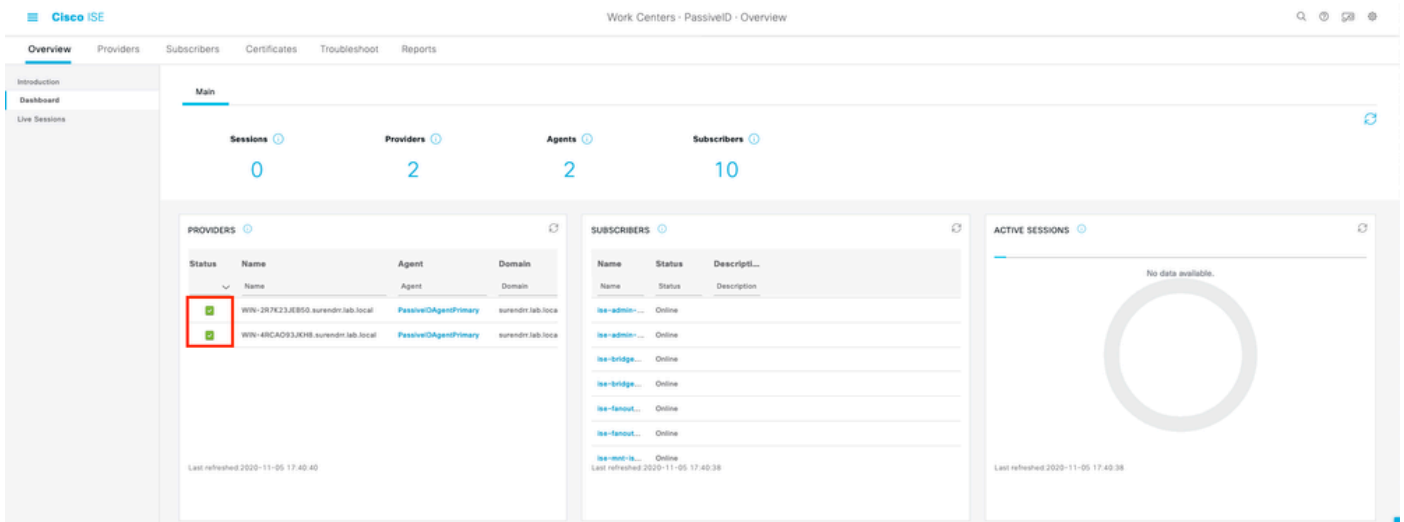 Cisco ISE
Work Centers · PassiveID · Overview
Overview Providers Subscribers Certificates Troubleshoot Reports
Introduction
Dashboard
Live Sessions
Main
Sessions Providers Agents Subscribers
0 2 2 10
PROVIDERS
Status Name Agent Domain
Name Agent Domain
WIN-2R7K23JEB50.surendrr.lab.local PassiveIDAgentPrimary surendrr.lab.loca
WIN-4RCAO93JKH8.surendrr.lab.local PassiveIDAgentPrimary surendrr.lab.loca
Last refreshed:2020-11-05 17:40:40
SUBSCRIBERS
Name Status Descripti...
Name Status Description
ise-admin-... Online
ise-admin-... Online
ise-bridge... Online
ise-bridge... Online
ise-fanout... Online
ise-fanout... Online
ise-mnt-is... Online
Last refreshed:2020-11-05 17:40:38
ACTIVE SESSIONS
No data available.
Last refreshed:2020-11-05 17:40:38